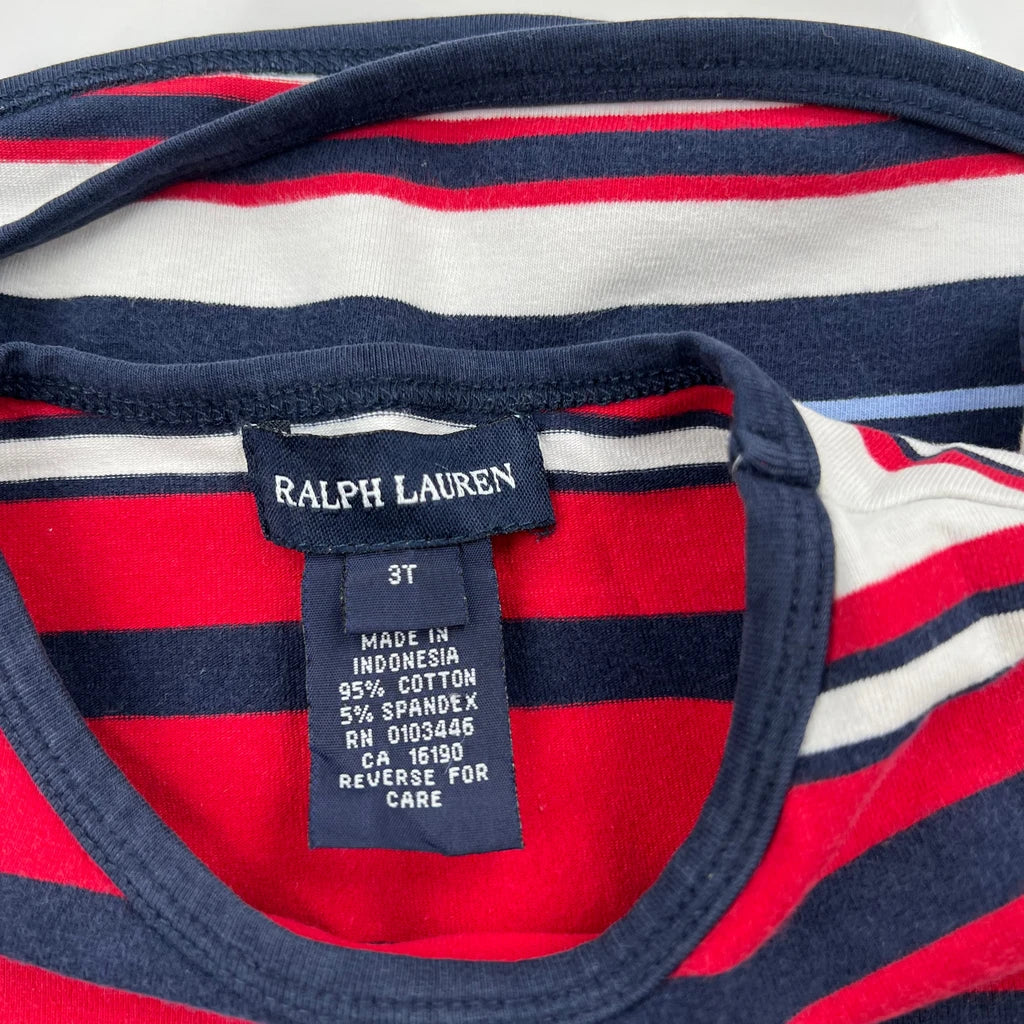 RALPH LAUREN
3T
MADE IN
INDONESIA
95% COTTON
5% SPANDEX
RN 0103446
CA 16190
REVERSE FOR
CARE